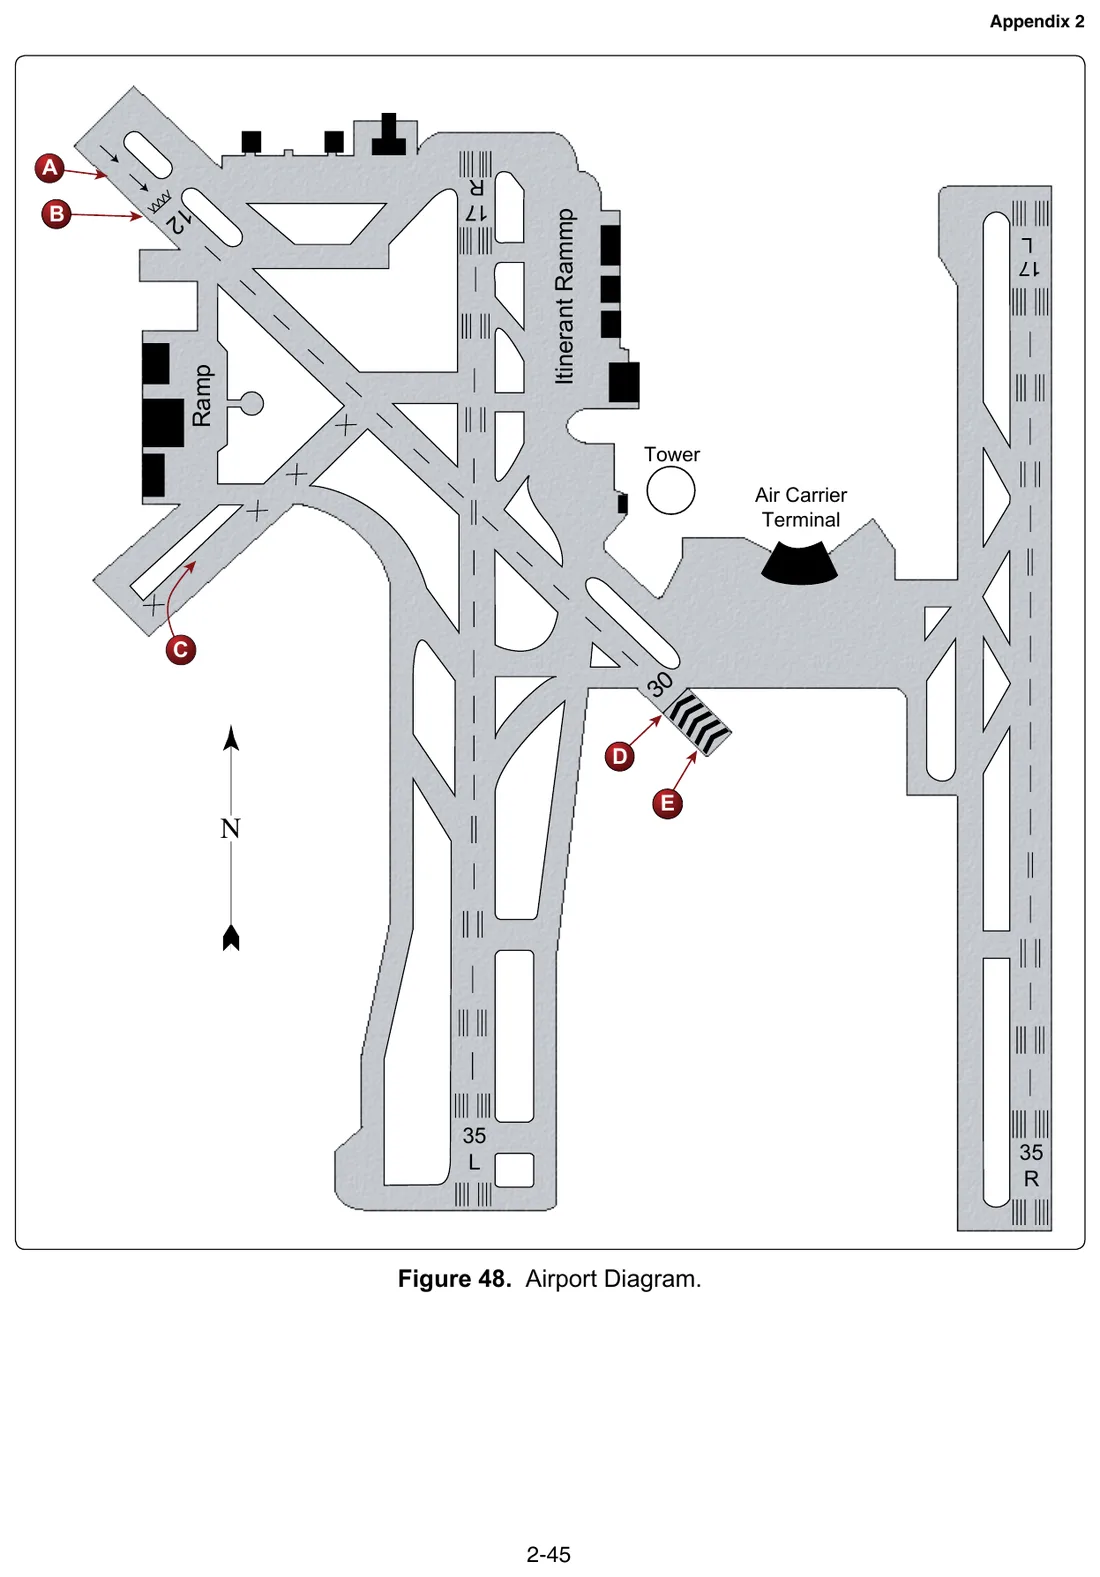 Appendix 2
A
B
12
R
17
Itinerant Rammp
L
17
Ramp
Tower
Air Carrier
Terminal
C
30
D
E
N
35
L
35
R
Figure 48. Airport Diagram.
2-45